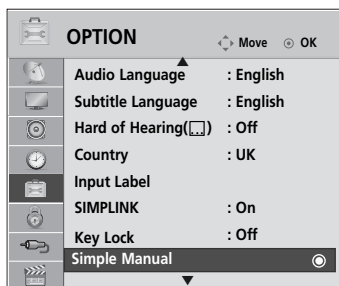 OPTION Move OK
Audio Language : English
Subtitle Language : English
Hard of Hearing( ) : Off
Country : UK
Input Label
SIMPLINK : On
Key Lock : Off
Simple Manual